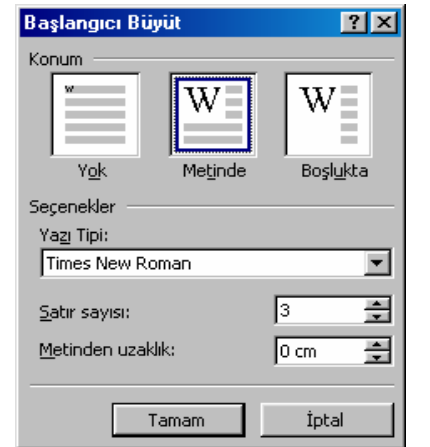 Başlangıcı Büyüt
Konum
W W W
Yok Metinde Boşlukta
Seçenekler
Yazı Tipi:
Times New Roman
Satır sayısı: 3
Metinden uzaklık: 0 cm
Tamam İptal